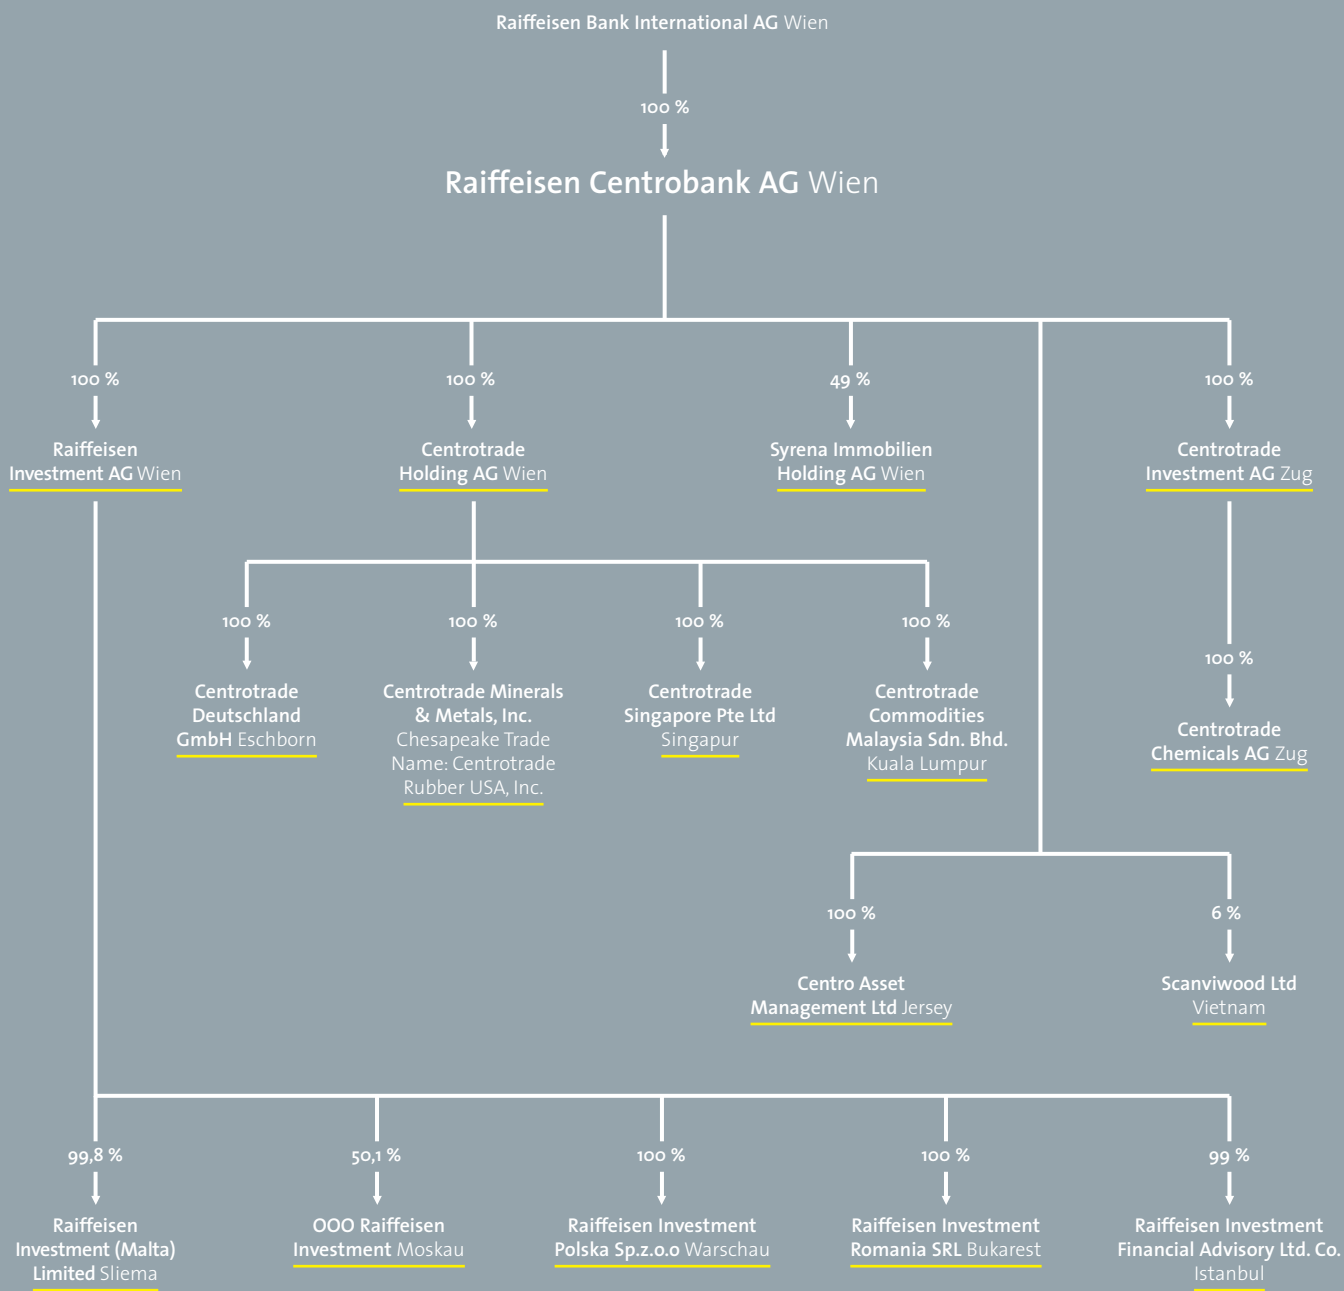 Raiffeisen Bank International AG Wien
100 %
Raiffeisen Centrobank AG Wien
100 %
100 %
49 %
100 %
Raiffeisen
Investment AG Wien
Centrotrade
Holding AG Wien
Syrena Immobilien
Holding AG Wien
Centrotrade
Investment AG Zug
100 %
100 %
100 %
100 %
100 %
Centrotrade
Deutschland
GmbH Eschborn
Centrotrade Minerals
& Metals, Inc.
Chesapeake Trade
Name: Centrotrade
Rubber USA, Inc.
Centrotrade
Singapore Pte Ltd
Singapur
Centrotrade
Commodities
Malaysia Sdn. Bhd.
Kuala Lumpur
Centrotrade
Chemicals AG Zug
100 %
6 %
Centro Asset
Management Ltd Jersey
Scanviwood Ltd
Vietnam
99,8 %
50,1 %
100 %
100 %
99 %
Raiffeisen
Investment (Malta)
Limited Sliema
OOO Raiffeisen
Investment Moskau
Raiffeisen Investment
Polska Sp.z.o.o Warschau
Raiffeisen Investment
Romania SRL Bukarest
Raiffeisen Investment
Financial Advisory Ltd. Co.
Istanbul